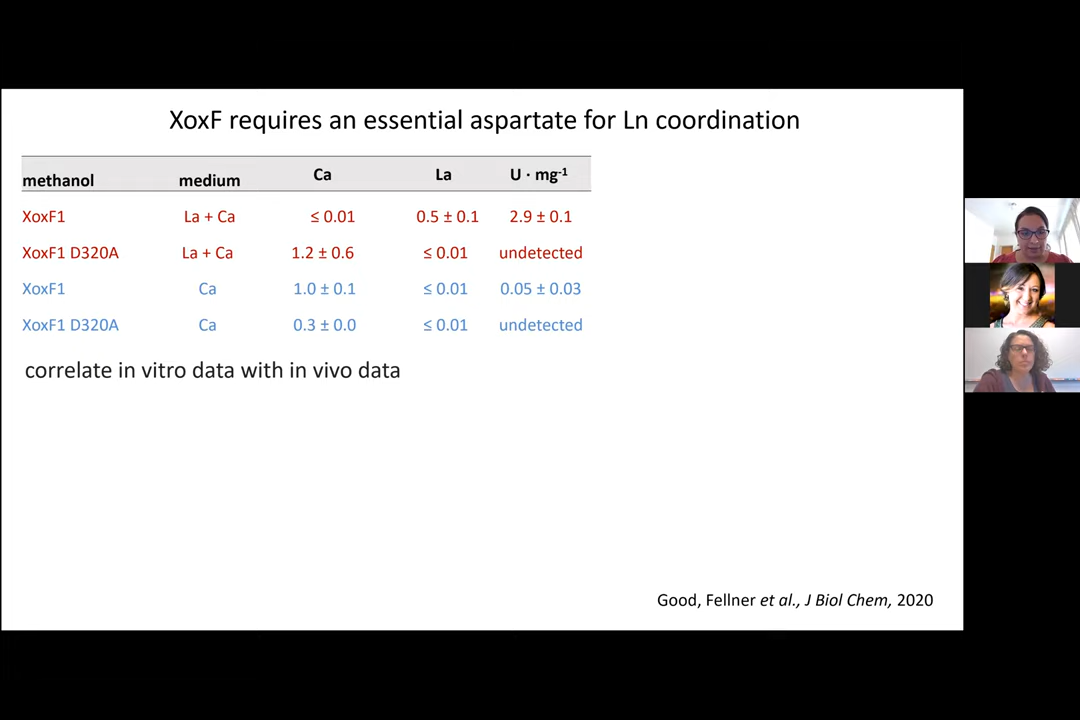 XoxF requires an essential aspartate for Ln coordination
methanol medium Ca La U · mg-1
XoxF1 La + Ca ≤ 0.01 0.5 ± 0.1 2.9 ± 0.1
XoxF1 D320A La + Ca 1.2 ± 0.6 ≤ 0.01 undetected
XoxF1 Ca 1.0 ± 0.1 ≤ 0.01 0.05 ± 0.03
XoxF1 D320A Ca 0.3 ± 0.0 ≤ 0.01 undetected
correlate in vitro data with in vivo data
Good, Fellner et al., J Biol Chem, 2020